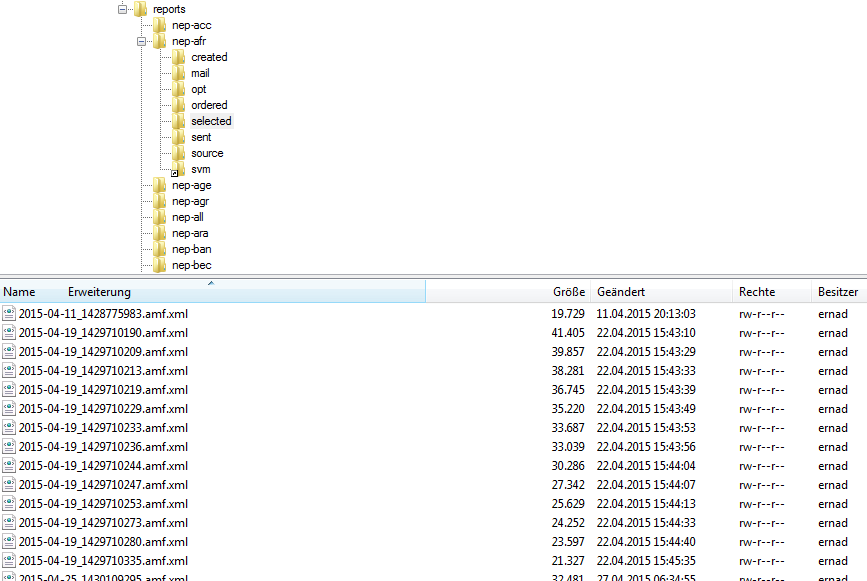 reports
nep-acc
nep-afr
created
mail
opt
ordered
selected
sent
source
svm
nep-age
nep-agr
nep-all
nep-ara
nep-ban
nep-bec
Name Erweiterung Größe Geändert Rechte Besitzer
2015-04-11_1428775983.amf.xml 19.729 11.04.2015 20:13:03 rw-r--r-- ernad
2015-04-19_1429710190.amf.xml 41.405 22.04.2015 15:43:10 rw-r--r-- ernad
2015-04-19_1429710209.amf.xml 39.857 22.04.2015 15:43:29 rw-r--r-- ernad
2015-04-19_1429710213.amf.xml 38.281 22.04.2015 15:43:33 rw-r--r-- ernad
2015-04-19_1429710219.amf.xml 36.745 22.04.2015 15:43:39 rw-r--r-- ernad
2015-04-19_1429710229.amf.xml 35.220 22.04.2015 15:43:49 rw-r--r-- ernad
2015-04-19_1429710233.amf.xml 33.687 22.04.2015 15:43:53 rw-r--r-- ernad
2015-04-19_1429710236.amf.xml 33.039 22.04.2015 15:43:56 rw-r--r-- ernad
2015-04-19_1429710244.amf.xml 30.286 22.04.2015 15:44:04 rw-r--r-- ernad
2015-04-19_1429710247.amf.xml 27.342 22.04.2015 15:44:07 rw-r--r-- ernad
2015-04-19_1429710253.amf.xml 25.629 22.04.2015 15:44:13 rw-r--r-- ernad
2015-04-19_1429710273.amf.xml 24.252 22.04.2015 15:44:33 rw-r--r-- ernad
2015-04-19_1429710280.amf.xml 23.597 22.04.2015 15:44:40 rw-r--r-- ernad
2015-04-19_1429710335.amf.xml 21.327 22.04.2015 15:45:35 rw-r--r-- ernad
2015-04-25_1430109295.amf.xml 32.481 27.04.2015 06:34:55 rw-r--r-- ernad